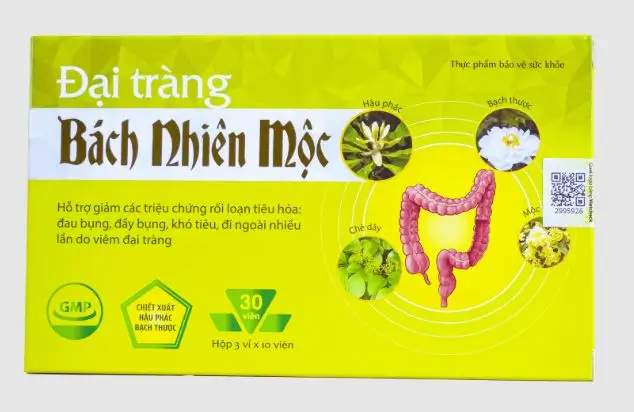 Đại tràng
Bách Nhiên Mộc
Thực phẩm bảo vệ sức khỏe
Hỗ trợ giảm các triệu chứng rối loạn tiêu hóa:
đau bụng, đầy bụng, khó tiêu, đi ngoài nhiều
lần do viêm đại tràng
Hậu phác
Bạch thược
Chè dây
Mộc
2995926
GMP
CHIẾT XUẤT
HẬU PHÁC
BẠCH THƯỢC
30
viên
Hộp 3 vỉ x 10 viên